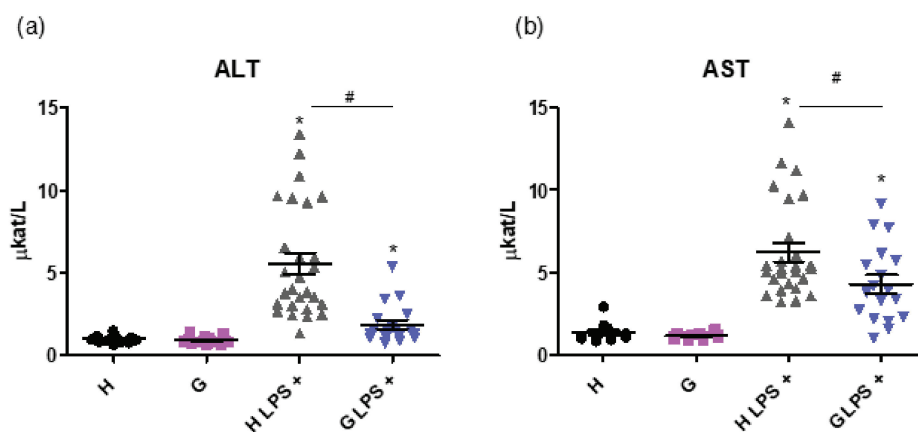 (a)
ALT
#
15
*
10
μkat/L
*
5
0
H
G
H LPS +
G LPS +
(b)
AST
#
15
*
10
*
μkat/L
5
0
H
G
H LPS +
G LPS +